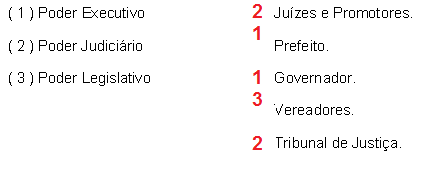 ( 1 ) Poder Executivo 2 Juízes e Promotores.
( 2 ) Poder Judiciário 1 Prefeito.
( 3 ) Poder Legislativo 1 Governador.
3 Vereadores.
2 Tribunal de Justiça.